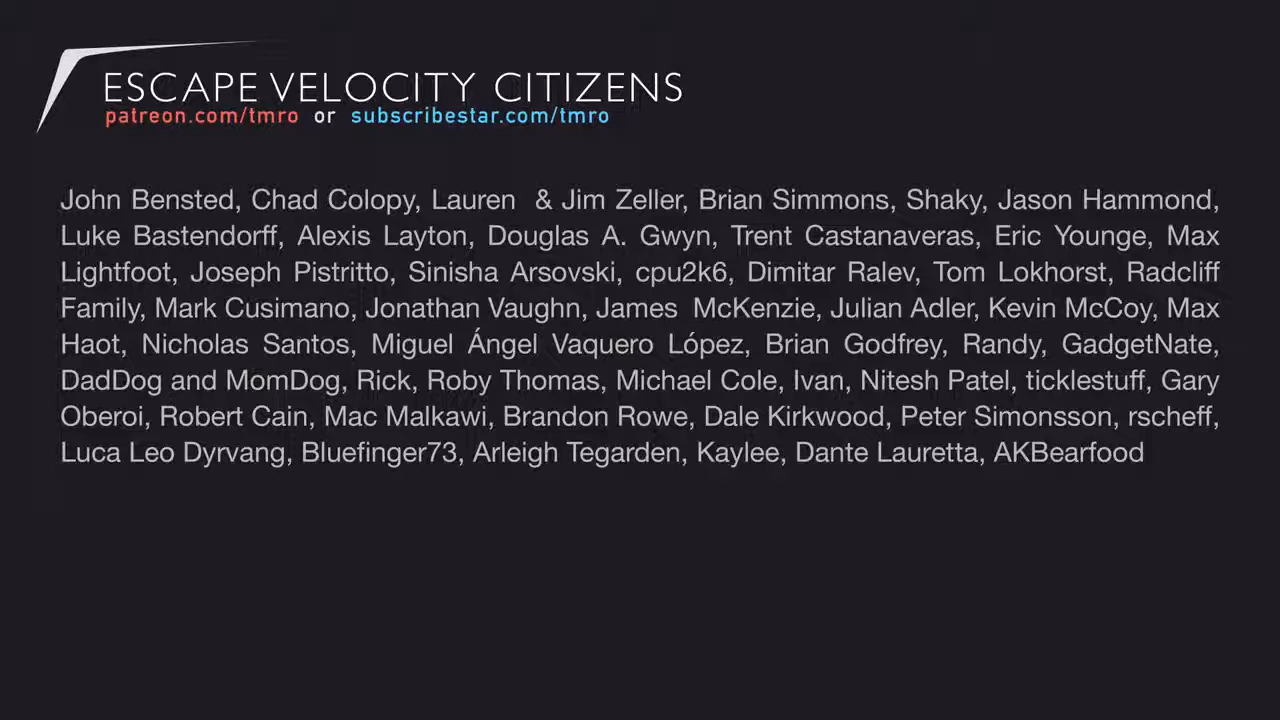 ESCAPE VELOCITY CITIZENS
patreon.com/tmro or subscribestar.com/tmro
John Bensted, Chad Colopy, Lauren  & Jim Zeller, Brian Simmons, Shaky, Jason Hammond,
Luke Bastendorff, Alexis Layton, Douglas A. Gwyn, Trent Castanaveras, Eric Younge, Max
Lightfoot, Joseph Pistritto, Sinisha Arsovski, cpu2k6, Dimitar Ralev, Tom Lokhorst, Radcliff
Family, Mark Cusimano, Jonathan Vaughn, James  McKenzie, Julian Adler, Kevin McCoy, Max
Haot, Nicholas Santos, Miguel Ángel Vaquero López, Brian Godfrey, Randy, GadgetNate,
DadDog and MomDog, Rick, Roby Thomas, Michael Cole, Ivan, Nitesh Patel, ticklestuff, Gary
Oberoi, Robert Cain, Mac Malkawi, Brandon Rowe, Dale Kirkwood, Peter Simonsson, rscheff,
Luca Leo Dyrvang, Bluefinger73, Arleigh Tegarden, Kaylee, Dante Lauretta, AKBearfood